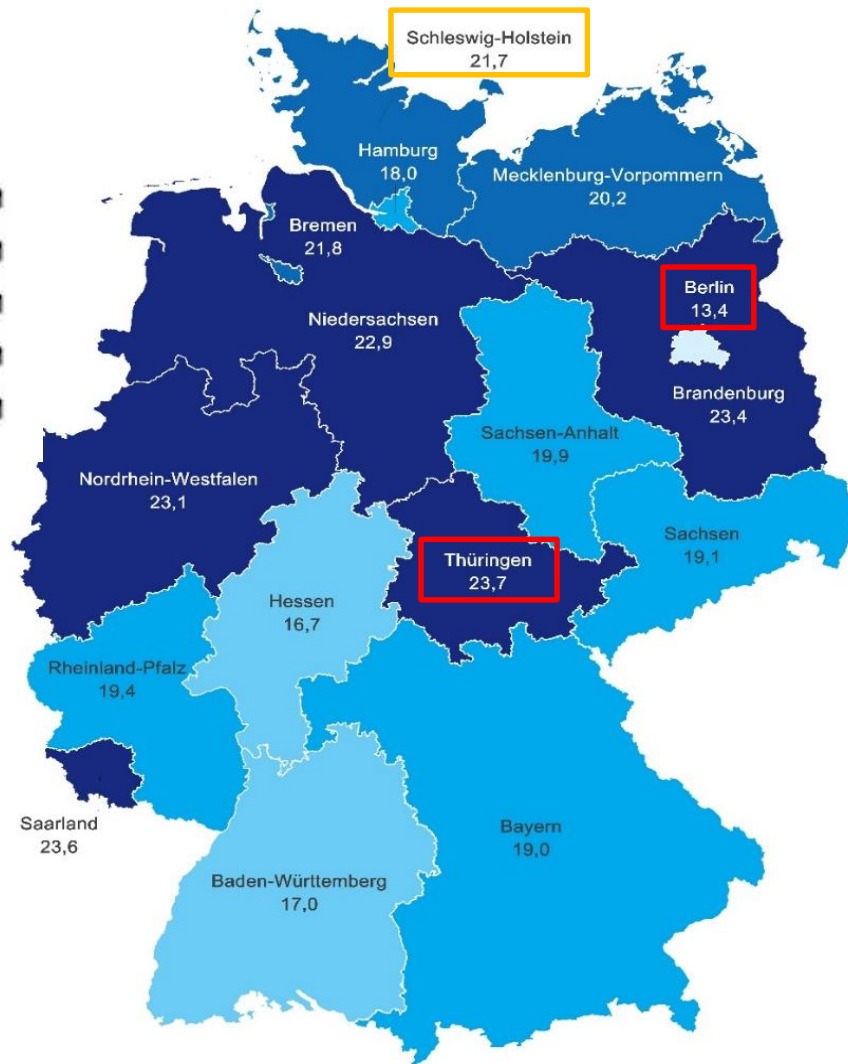 Schleswig-Holstein
21,7
Hamburg
18,0
Mecklenburg-Vorpommern
20,2
Bremen
21,8
Berlin
13,4
Niedersachsen
22,9
Brandenburg
23,4
Sachsen-Anhalt
19,9
Nordrhein-Westfalen
23,1
Sachsen
19,1
Thüringen
23,7
Hessen
16,7
Rheinland-Pfalz
19,4
Saarland
23,6
Bayern
19,0
Baden-Württemberg
17,0